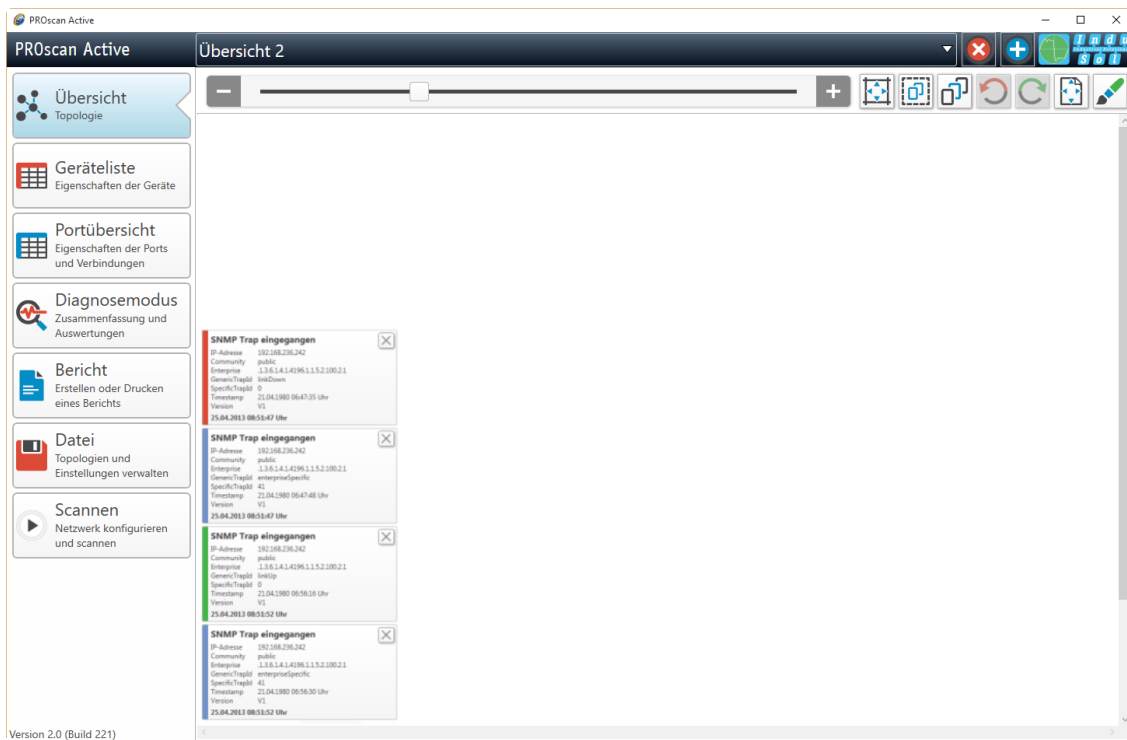 PROscan Active
PROscan Active
Übersicht 2
Indu
Sol
Übersicht
Topologie
Geräteliste
Eigenschaften der Geräte
Portübersicht
Eigenschaften der Ports
und Verbindungen
Diagnosemodus
Zusammenfassung und
Auswertungen
Bericht
Erstellen oder Drucken
eines Berichts
Datei
Topologien und
Einstellungen verwalten
Scannen
Netzwerk konfigurieren
und scannen
Version 2.0 (Build 221)
SNMP Trap eingegangen
IP-Adresse 192.168.236.242
Community public
Enterprise .1.3.6.1.4.1.4196.1.1.5.2.100.2.1
GenericTrapId linkDown
SpecificTrapId 0
Timestamp 21.04.1980 06:47:35 Uhr
Version V1
25.04.2013 08:51:47 Uhr
SNMP Trap eingegangen
IP-Adresse 192.168.236.242
Community public
Enterprise .1.3.6.1.4.1.4196.1.1.5.2.100.2.1
GenericTrapId enterpriseSpecific
SpecificTrapId 41
Timestamp 21.04.1980 06:47:48 Uhr
Version V1
25.04.2013 08:51:47 Uhr
SNMP Trap eingegangen
IP-Adresse 192.168.236.242
Community public
Enterprise .1.3.6.1.4.1.4196.1.1.5.2.100.2.1
GenericTrapId linkUp
SpecificTrapId 0
Timestamp 21.04.1980 06:56:16 Uhr
Version V1
25.04.2013 08:51:52 Uhr
SNMP Trap eingegangen
IP-Adresse 192.168.236.242
Community public
Enterprise .1.3.6.1.4.1.4196.1.1.5.2.100.2.1
GenericTrapId enterpriseSpecific
SpecificTrapId 41
Timestamp 21.04.1980 06:56:30 Uhr
Version V1
25.04.2013 08:51:52 Uhr